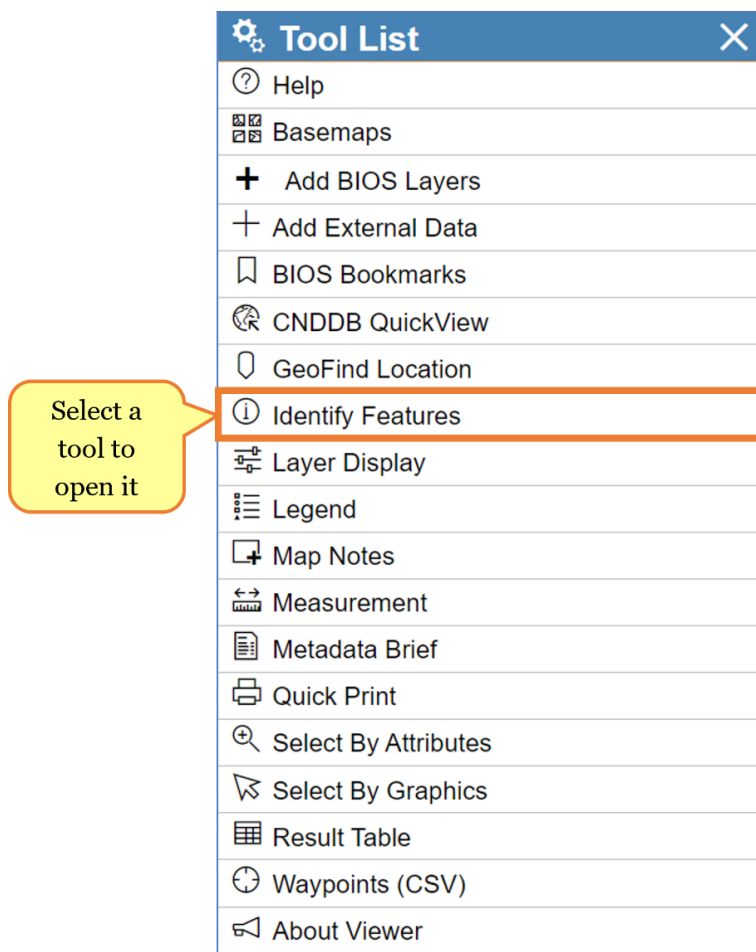 Tool List
Help
Basemaps
Add BIOS Layers
Add External Data
BIOS Bookmarks
CNDDB QuickView
GeoFind Location
Select a
tool to
open it
Identify Features
Layer Display
Legend
Map Notes
Measurement
Metadata Brief
Quick Print
Select By Attributes
Select By Graphics
Result Table
Waypoints (CSV)
About Viewer